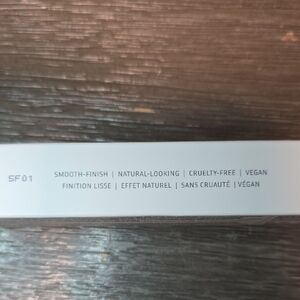 SF01
SMOOTH-FINISH | NATURAL-LOOKING | CRUELTY-FREE | VEGAN
FINITION LISSE | EFFET NATUREL | SANS CRUAUTÉ | VÉGAN